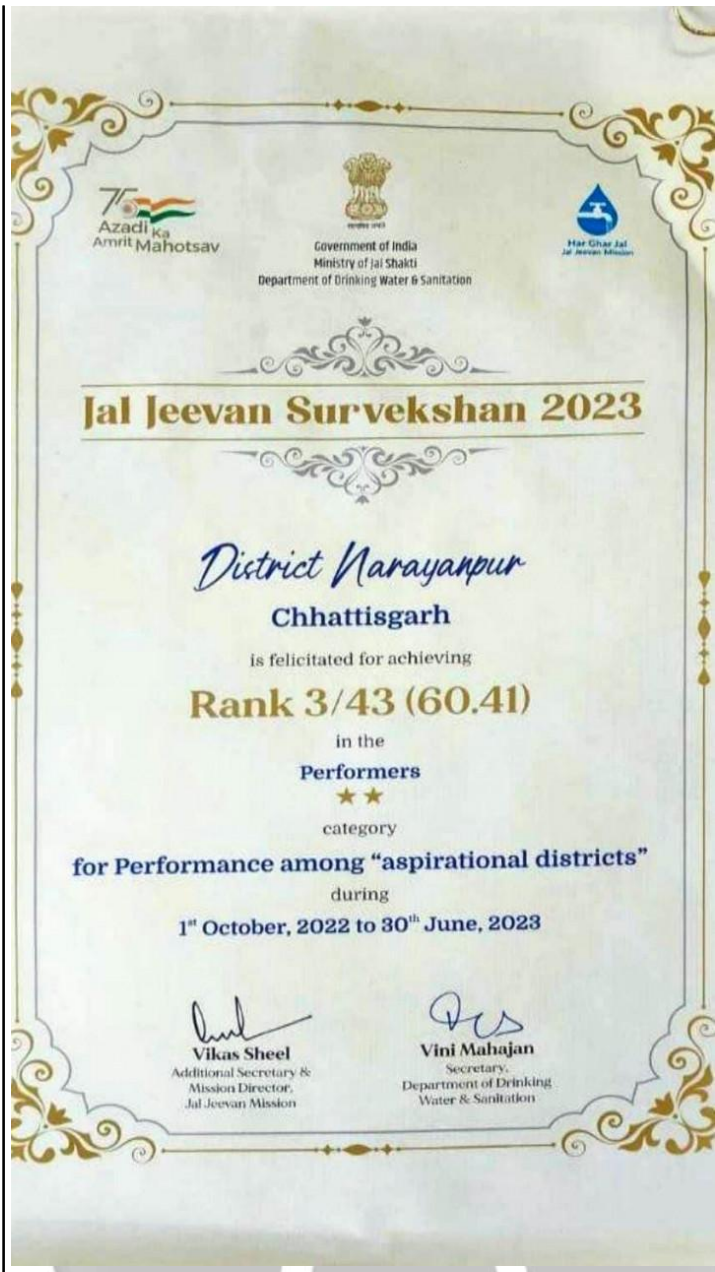 75
Azadi Ka
Amrit Mahotsav
Government of India
Ministry of Jal Shakti
Department of Drinking Water & Sanitation
Har Ghar Jal
Jal Jeevan Mission
Jal Jeevan Survekshan 2023
District Narayanpur
Chhattisgarh
is felicitated for achieving
Rank 3/43 (60.41)
in the
Performers
★ ★
category
for Performance among “aspirational districts”
during
1st October, 2022 to 30th June, 2023
Vikas Sheel
Additional Secretary &
Mission Director,
Jal Jeevan Mission
Vini Mahajan
Secretary,
Department of Drinking
Water & Sanitation